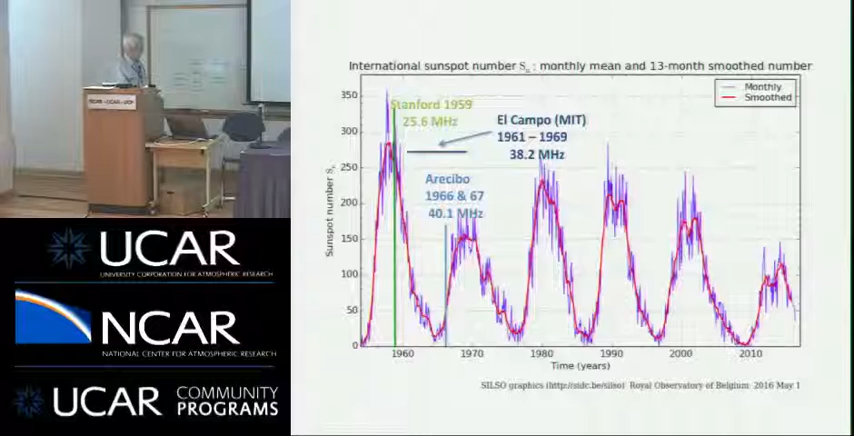 NCAR - UCAR - UCP
UCAR
UNIVERSITY CORPORATION FOR ATMOSPHERIC RESEARCH
NCAR
NATIONAL CENTER FOR ATMOSPHERIC RESEARCH
UCAR COMMUNITY
PROGRAMS
International sunspot number Sn : monthly mean and 13-month smoothed number
Monthly
Smoothed
Stanford 1959
25.6 MHz
El Campo (MIT)
1961 – 1969
38.2 MHz
Arecibo
1966 & 67
40.1 MHz
Sunspot number Sn
350
300
250
200
150
100
50
0
1960 1970 1980 1990 2000 2010
Time (years)
SILSO graphics (http://sidc.be/silso) Royal Observatory of Belgium 2016 May 1